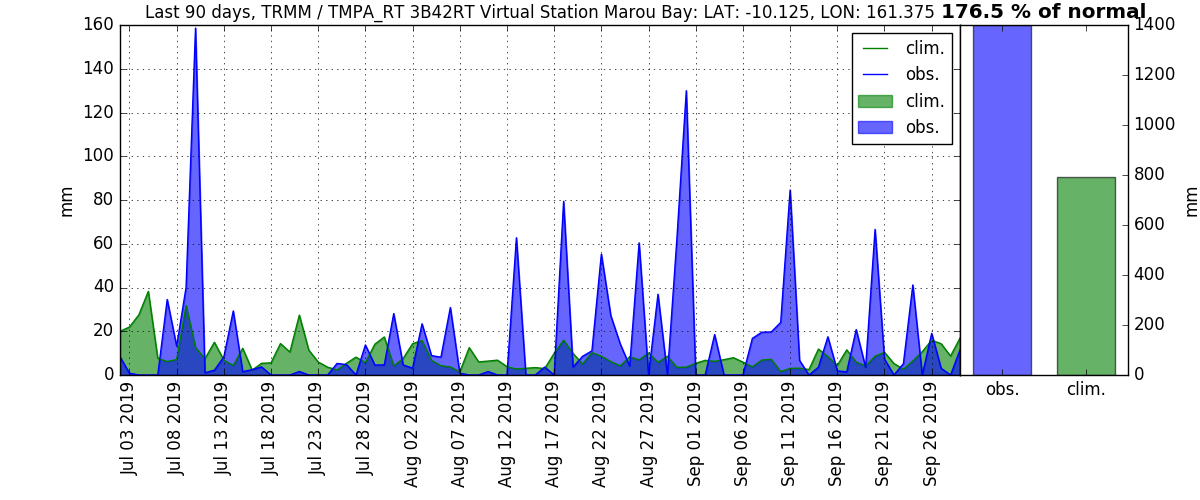 Last 90 days, TRMM / TMPA_RT 3B42RT Virtual Station Marou Bay: LAT: -10.125, LON: 161.375 176.5 % of normal
160
140
120
100
80
60
40
20
0
mm
clim.
obs.
clim.
obs.
Jul 03 2019
Jul 08 2019
Jul 13 2019
Jul 18 2019
Jul 23 2019
Jul 28 2019
Aug 02 2019
Aug 07 2019
Aug 12 2019
Aug 17 2019
Aug 22 2019
Aug 27 2019
Sep 01 2019
Sep 06 2019
Sep 11 2019
Sep 16 2019
Sep 21 2019
Sep 26 2019
1400
1200
1000
800
600
400
200
0
mm
obs.
clim.